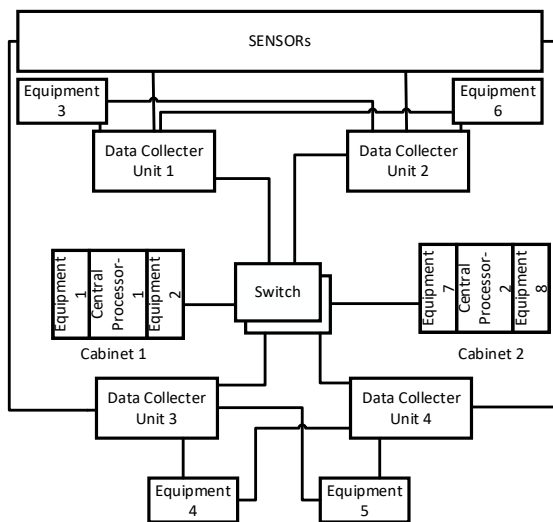 SENSORs
Equipment
3
Equipment
6
Data Collecter
Unit 1
Data Collecter
Unit 2
Equipment
1
Central
Processor-
1
Equipment
2
Switch
Equipment
7
Central
Processor-
2
Equipment
8
Cabinet 1
Cabinet 2
Data Collecter
Unit 3
Data Collecter
Unit 4
Equipment
4
Equipment
5